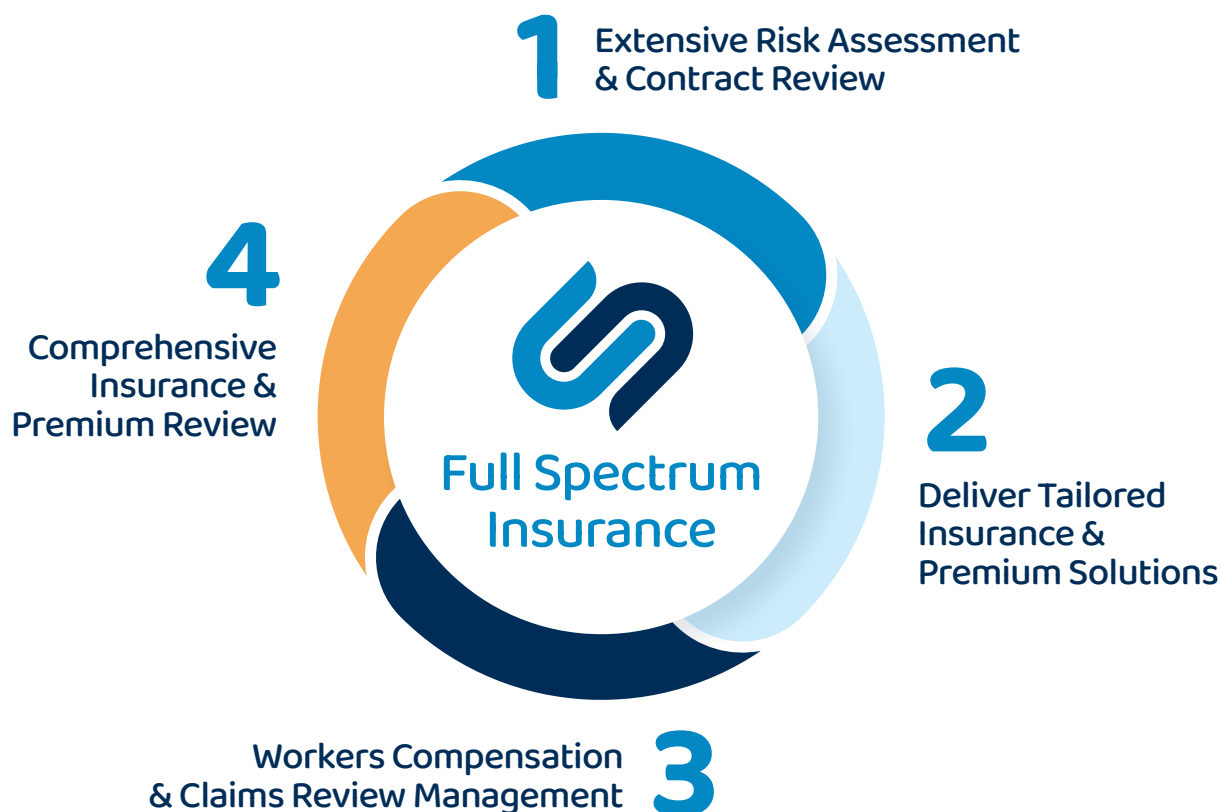 1
Extensive Risk Assessment
& Contract Review
2
Deliver Tailored
Insurance &
Premium Solutions
3
Workers Compensation
& Claims Review Management
4
Comprehensive
Insurance &
Premium Review
Full Spectrum
Insurance